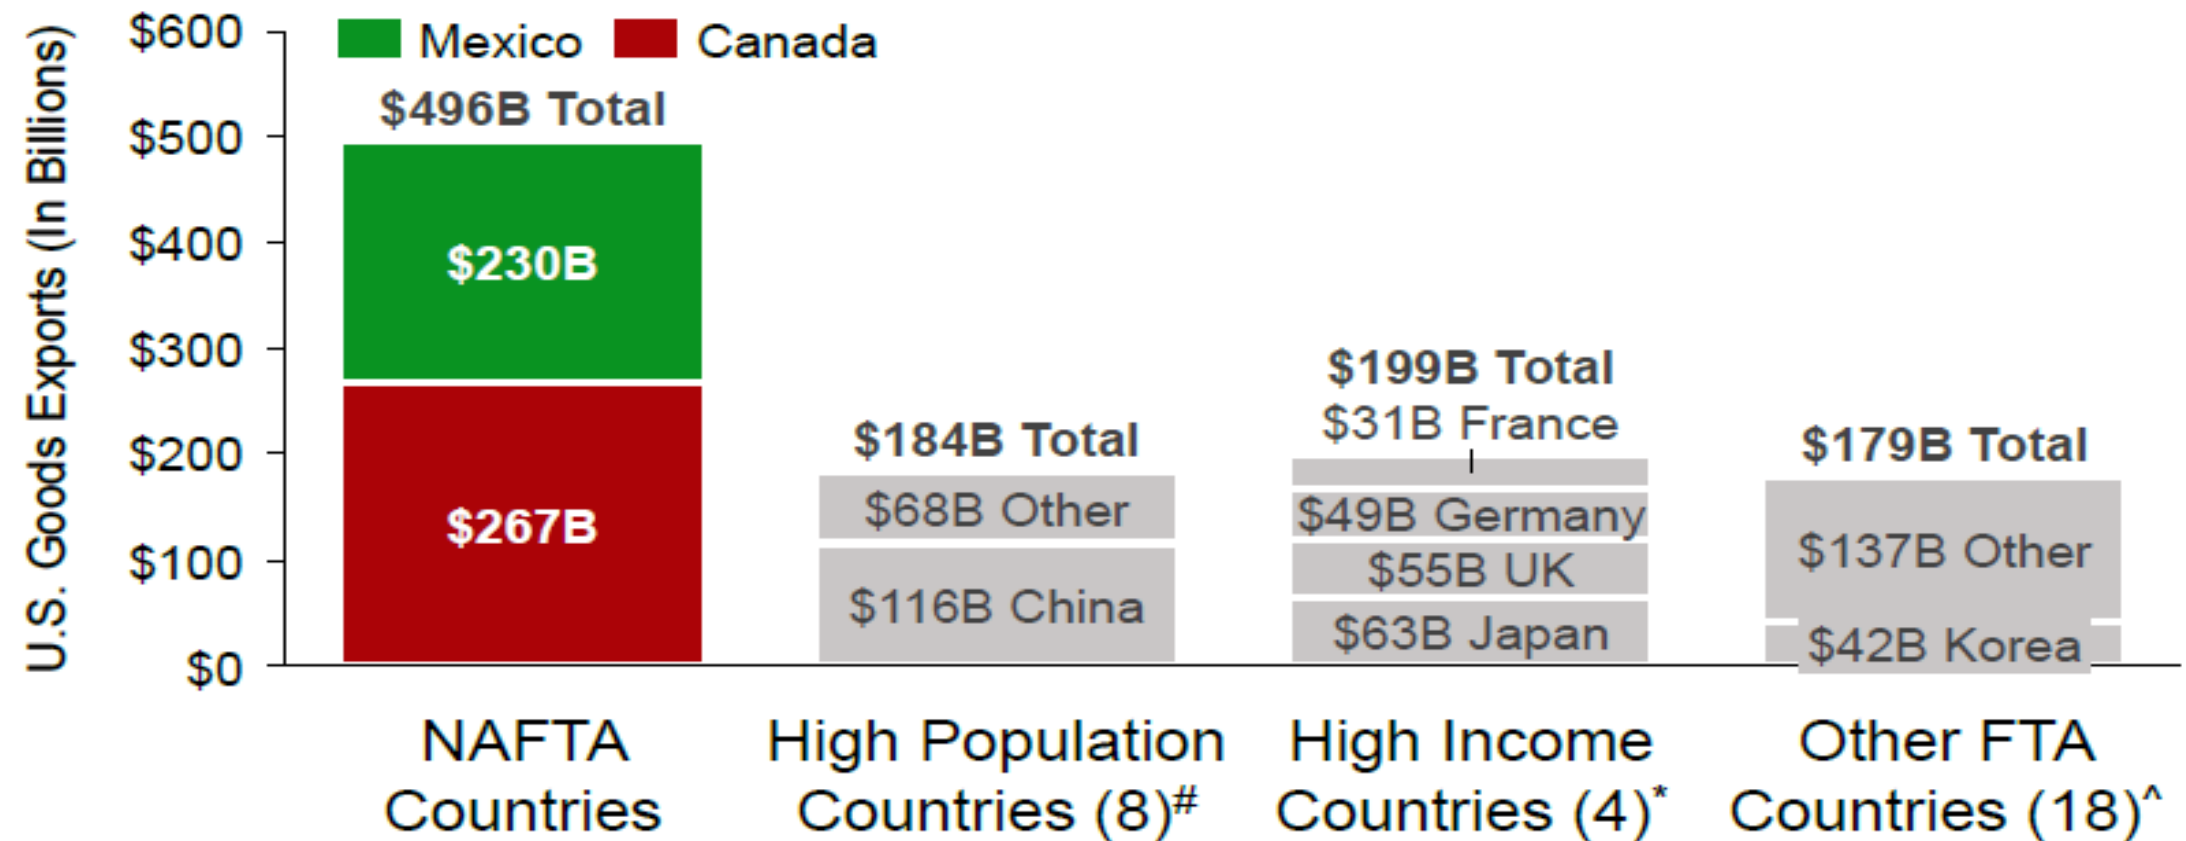 U.S. Goods Exports (In Billions)
$600
$500
$400
$300
$200
$100
$0
Mexico
Canada
$496B Total
$230B
$267B
$184B Total
$68B Other
$116B China
$199B Total
$31B France
$49B Germany
$55B UK
$63B Japan
$179B Total
$137B Other
$42B Korea
NAFTA
Countries
High Population
Countries (8)#
High Income
Countries (4)*
Other FTA
Countries (18)^